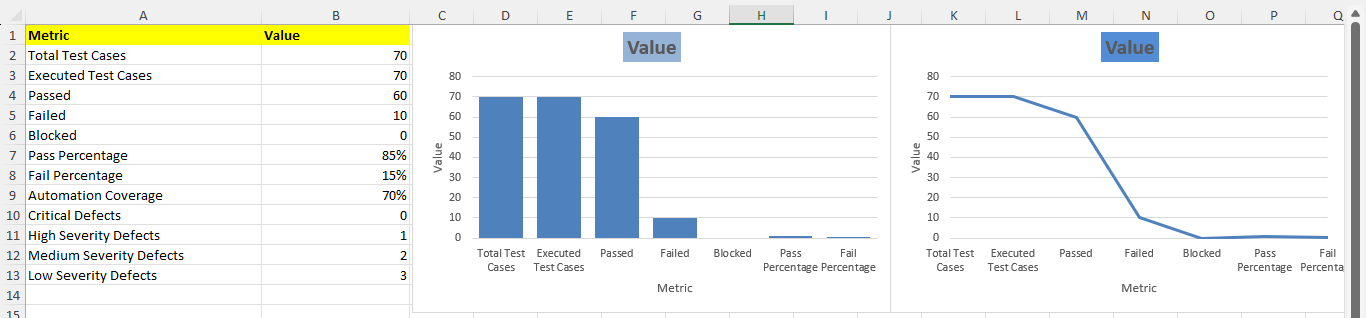 A B C D E F G H I J K L M N O P Q
1 Metric Value
2 Total Test Cases 70
3 Executed Test Cases 70
4 Passed 60
5 Failed 10
6 Blocked 0
7 Pass Percentage 85%
8 Fail Percentage 15%
9 Automation Coverage 70%
10 Critical Defects 0
11 High Severity Defects 1
12 Medium Severity Defects 2
13 Low Severity Defects 3
14
15
Value
80
70
60
50
40
30
20
10
0
Value
Total Test Executed Passed Failed Blocked Pass Fail
Cases Test Cases Percentage Percentage
Metric
Value
80
70
60
50
40
30
20
10
0
Value
Total Test Executed Passed Failed Blocked Pass Fail
Cases Test Cases Percentage Percenta
Metric